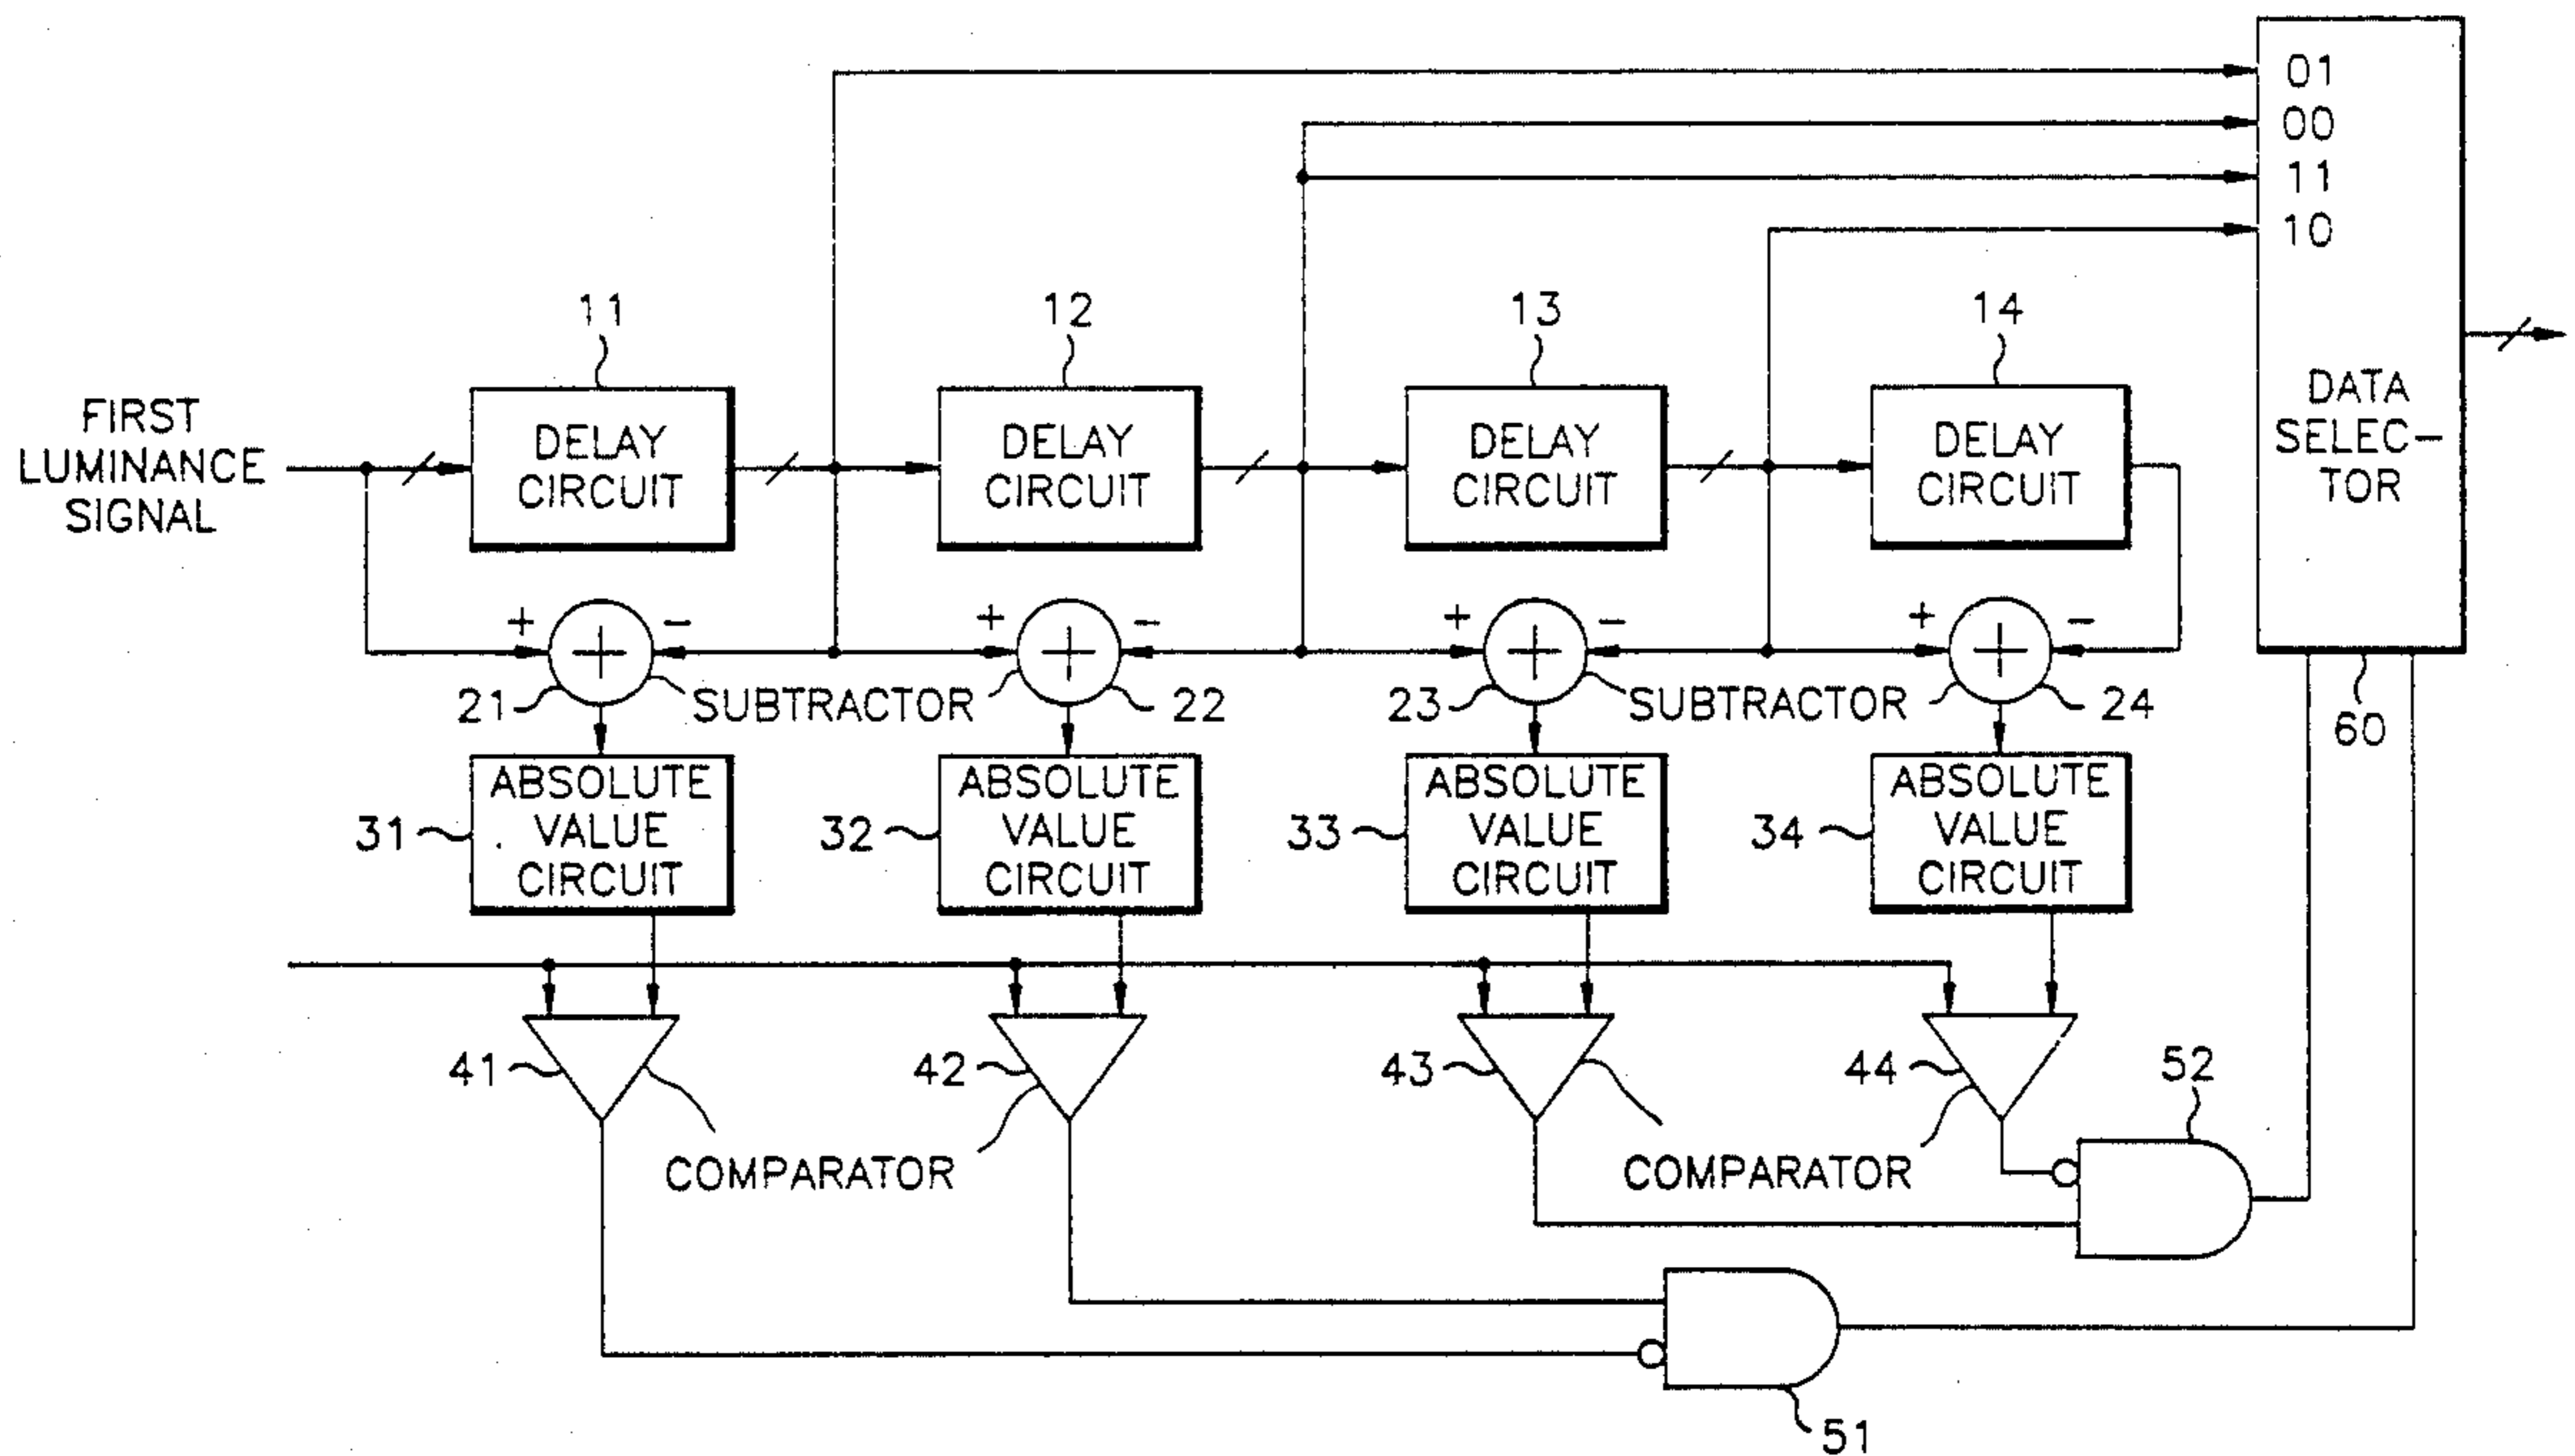 01
00
11
10
11
12
13
14
FIRST
LUMINANCE
SIGNAL
DELAY
CIRCUIT
DELAY
CIRCUIT
DELAY
CIRCUIT
DELAY
CIRCUIT
DATA
SELEC-
TOR
+
-
+
-
+
-
+
-
21
SUBTRACTOR
22
23
SUBTRACTOR
24
60
31
ABSOLUTE
VALUE
CIRCUIT
32
ABSOLUTE
VALUE
CIRCUIT
33
ABSOLUTE
VALUE
CIRCUIT
34
ABSOLUTE
VALUE
CIRCUIT
41
42
43
44
52
COMPARATOR
COMPARATOR
51